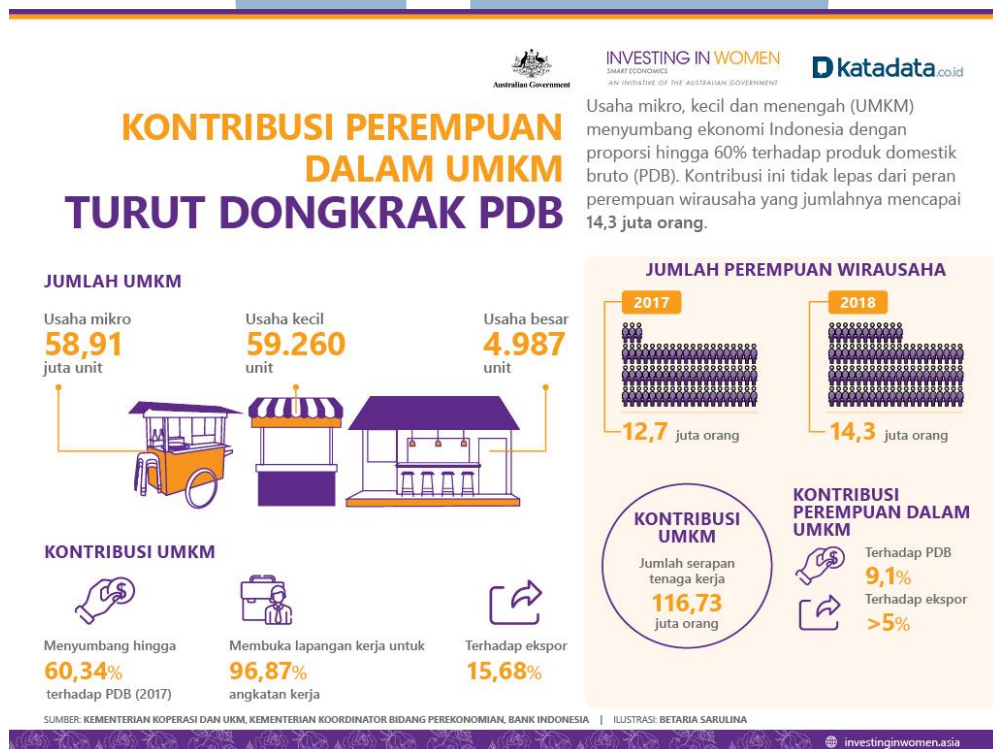 Australian Government
INVESTING IN WOMEN
SMART ECONOMICS
AN INITIATIVE OF THE AUSTRALIAN GOVERNMENT
katadata.co.id
KONTRIBUSI PEREMPUAN
DALAM UMKM
TURUT DONGKRAK PDB
Usaha mikro, kecil dan menengah (UMKM)
menyumbang ekonomi Indonesia dengan
proporsi hingga 60% terhadap produk domestik
bruto (PDB). Kontribusi ini tidak lepas dari peran
perempuan wirausaha yang jumlahnya mencapai
14,3 juta orang.
JUMLAH UMKM
Usaha mikro
58,91
juta unit
Usaha kecil
59.260
unit
Usaha besar
4.987
unit
JUMLAH PEREMPUAN WIRAUSAHA
2017
12,7 juta orang
2018
14,3 juta orang
KONTRIBUSI UMKM
Menyumbang hingga
60,34%
terhadap PDB (2017)
Membuka lapangan kerja untuk
96,87%
angkatan kerja
Terhadap ekspor
15,68%
KONTRIBUSI
UMKM
Jumlah serapan
tenaga kerja
116,73
juta orang
KONTRIBUSI
PEREMPUAN DALAM
UMKM
Terhadap PDB
9,1%
Terhadap ekspor
>5%
SUMBER: KEMENTERIAN KOPERASI DAN UKM, KEMENTERIAN KOORDINATOR BIDANG PEREKONOMIAN, BANK INDONESIA | ILUSTRASI: BETARIA SARULINA
investinginwomen.asia